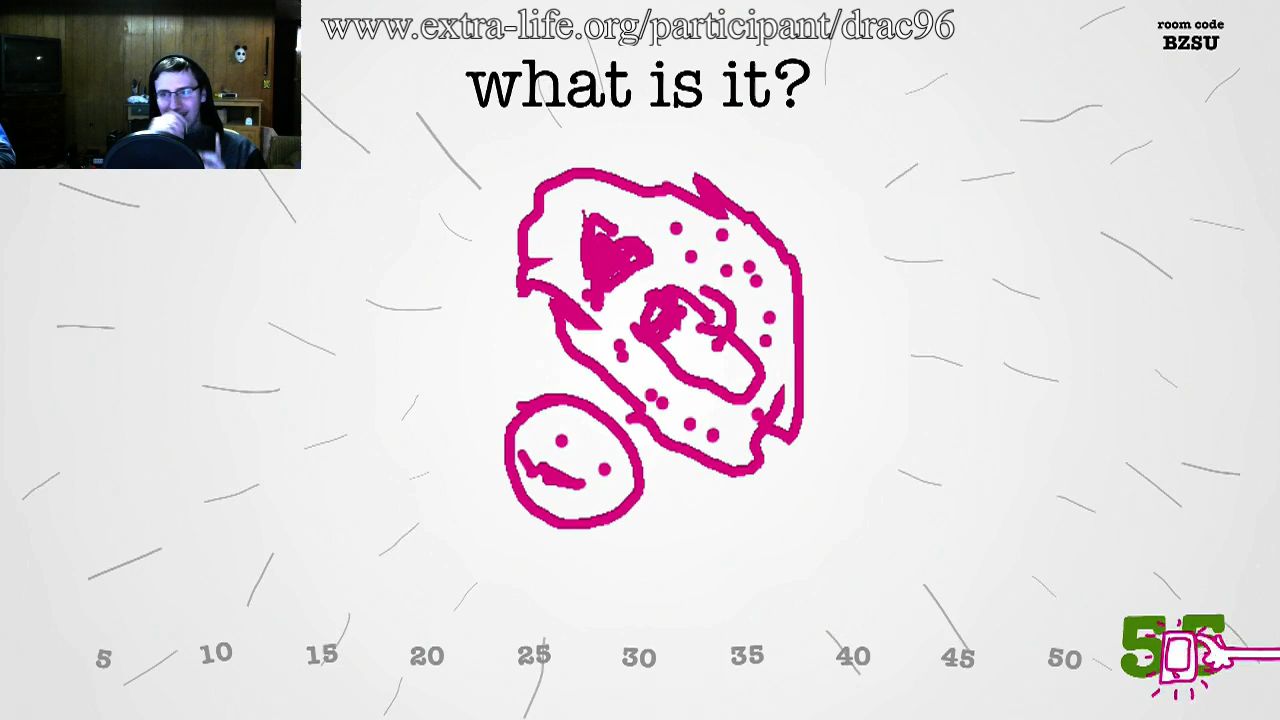 www.extra-life.org/participant/drac96
room code
BZSU
what is it?
5 10 15 20 25 30 35 40 45 50 55